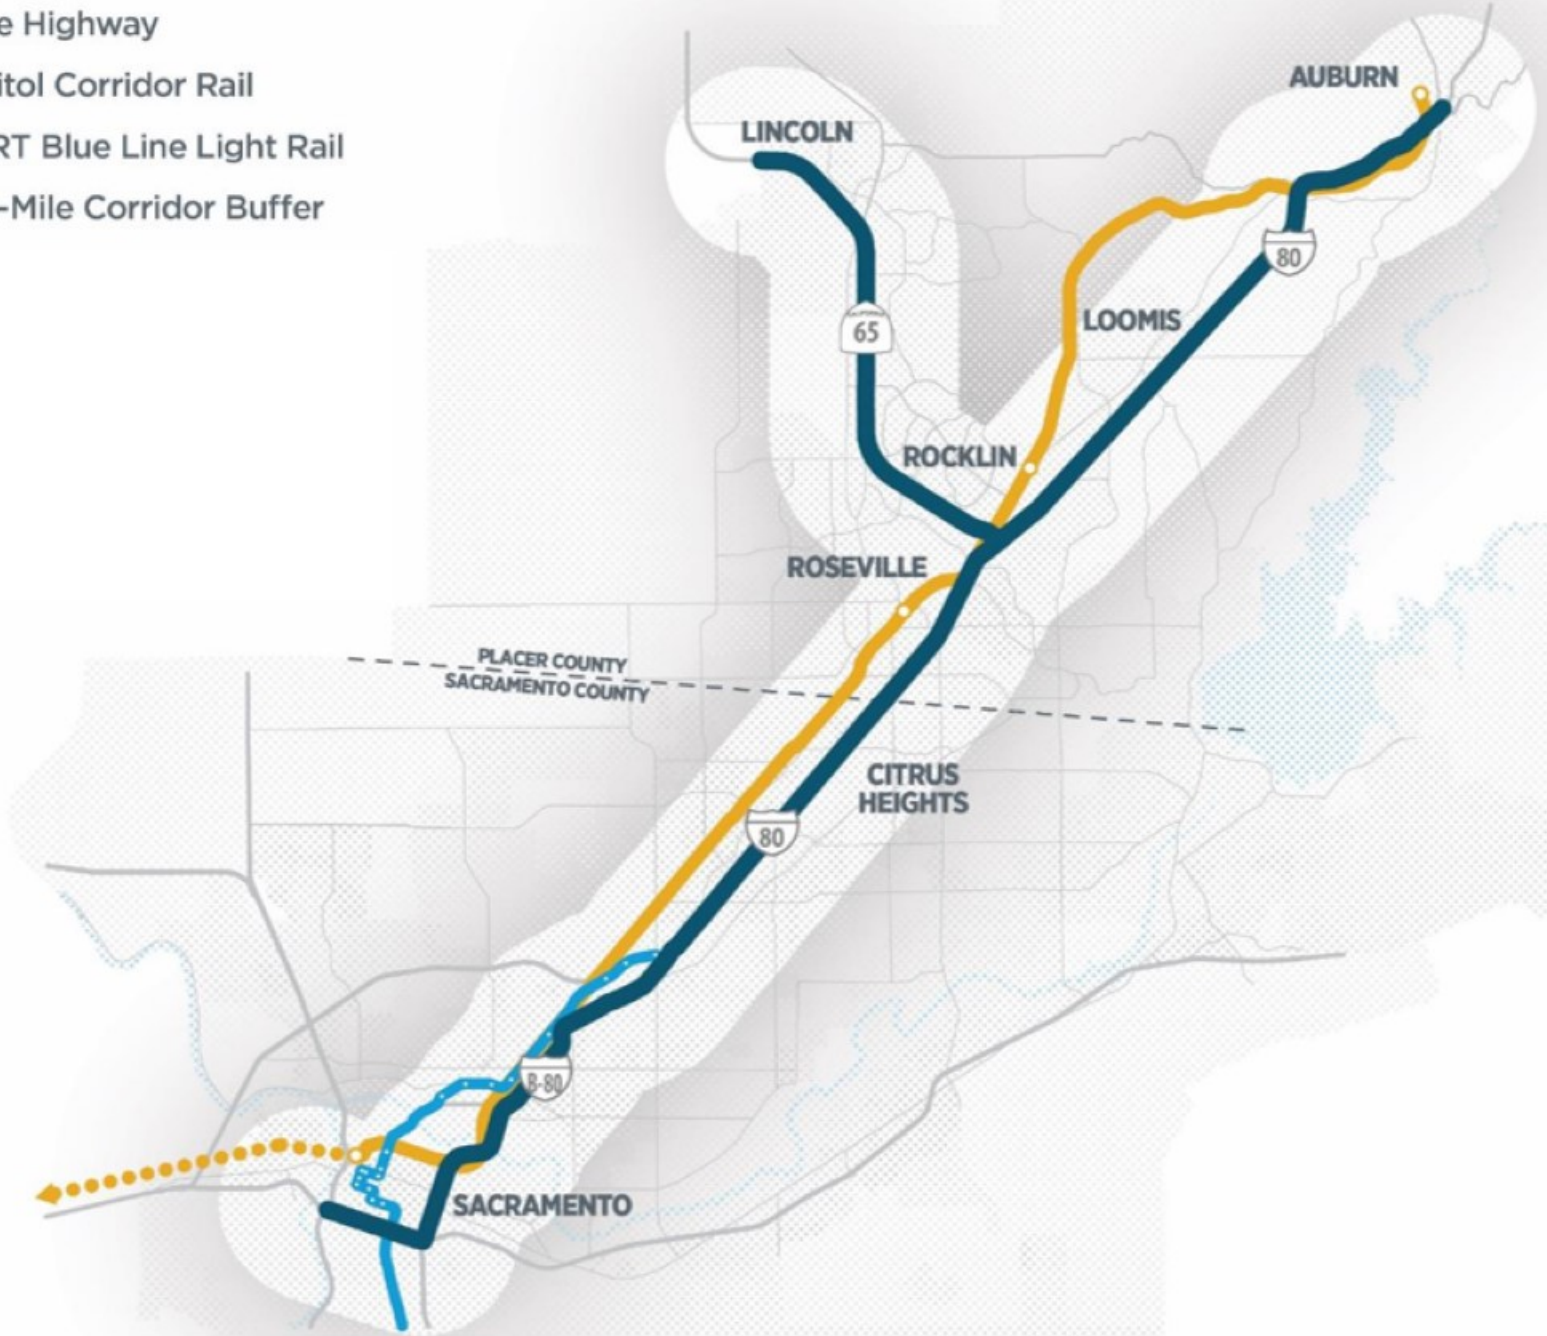 e Highway
itol Corridor Rail
RT Blue Line Light Rail
-Mile Corridor Buffer
AUBURN
LINCOLN
80
CALIFORNIA
65
LOOMIS
ROCKLIN
ROSEVILLE
PLACER COUNTY
SACRAMENTO COUNTY
CITRUS
HEIGHTS
80
B-80
SACRAMENTO